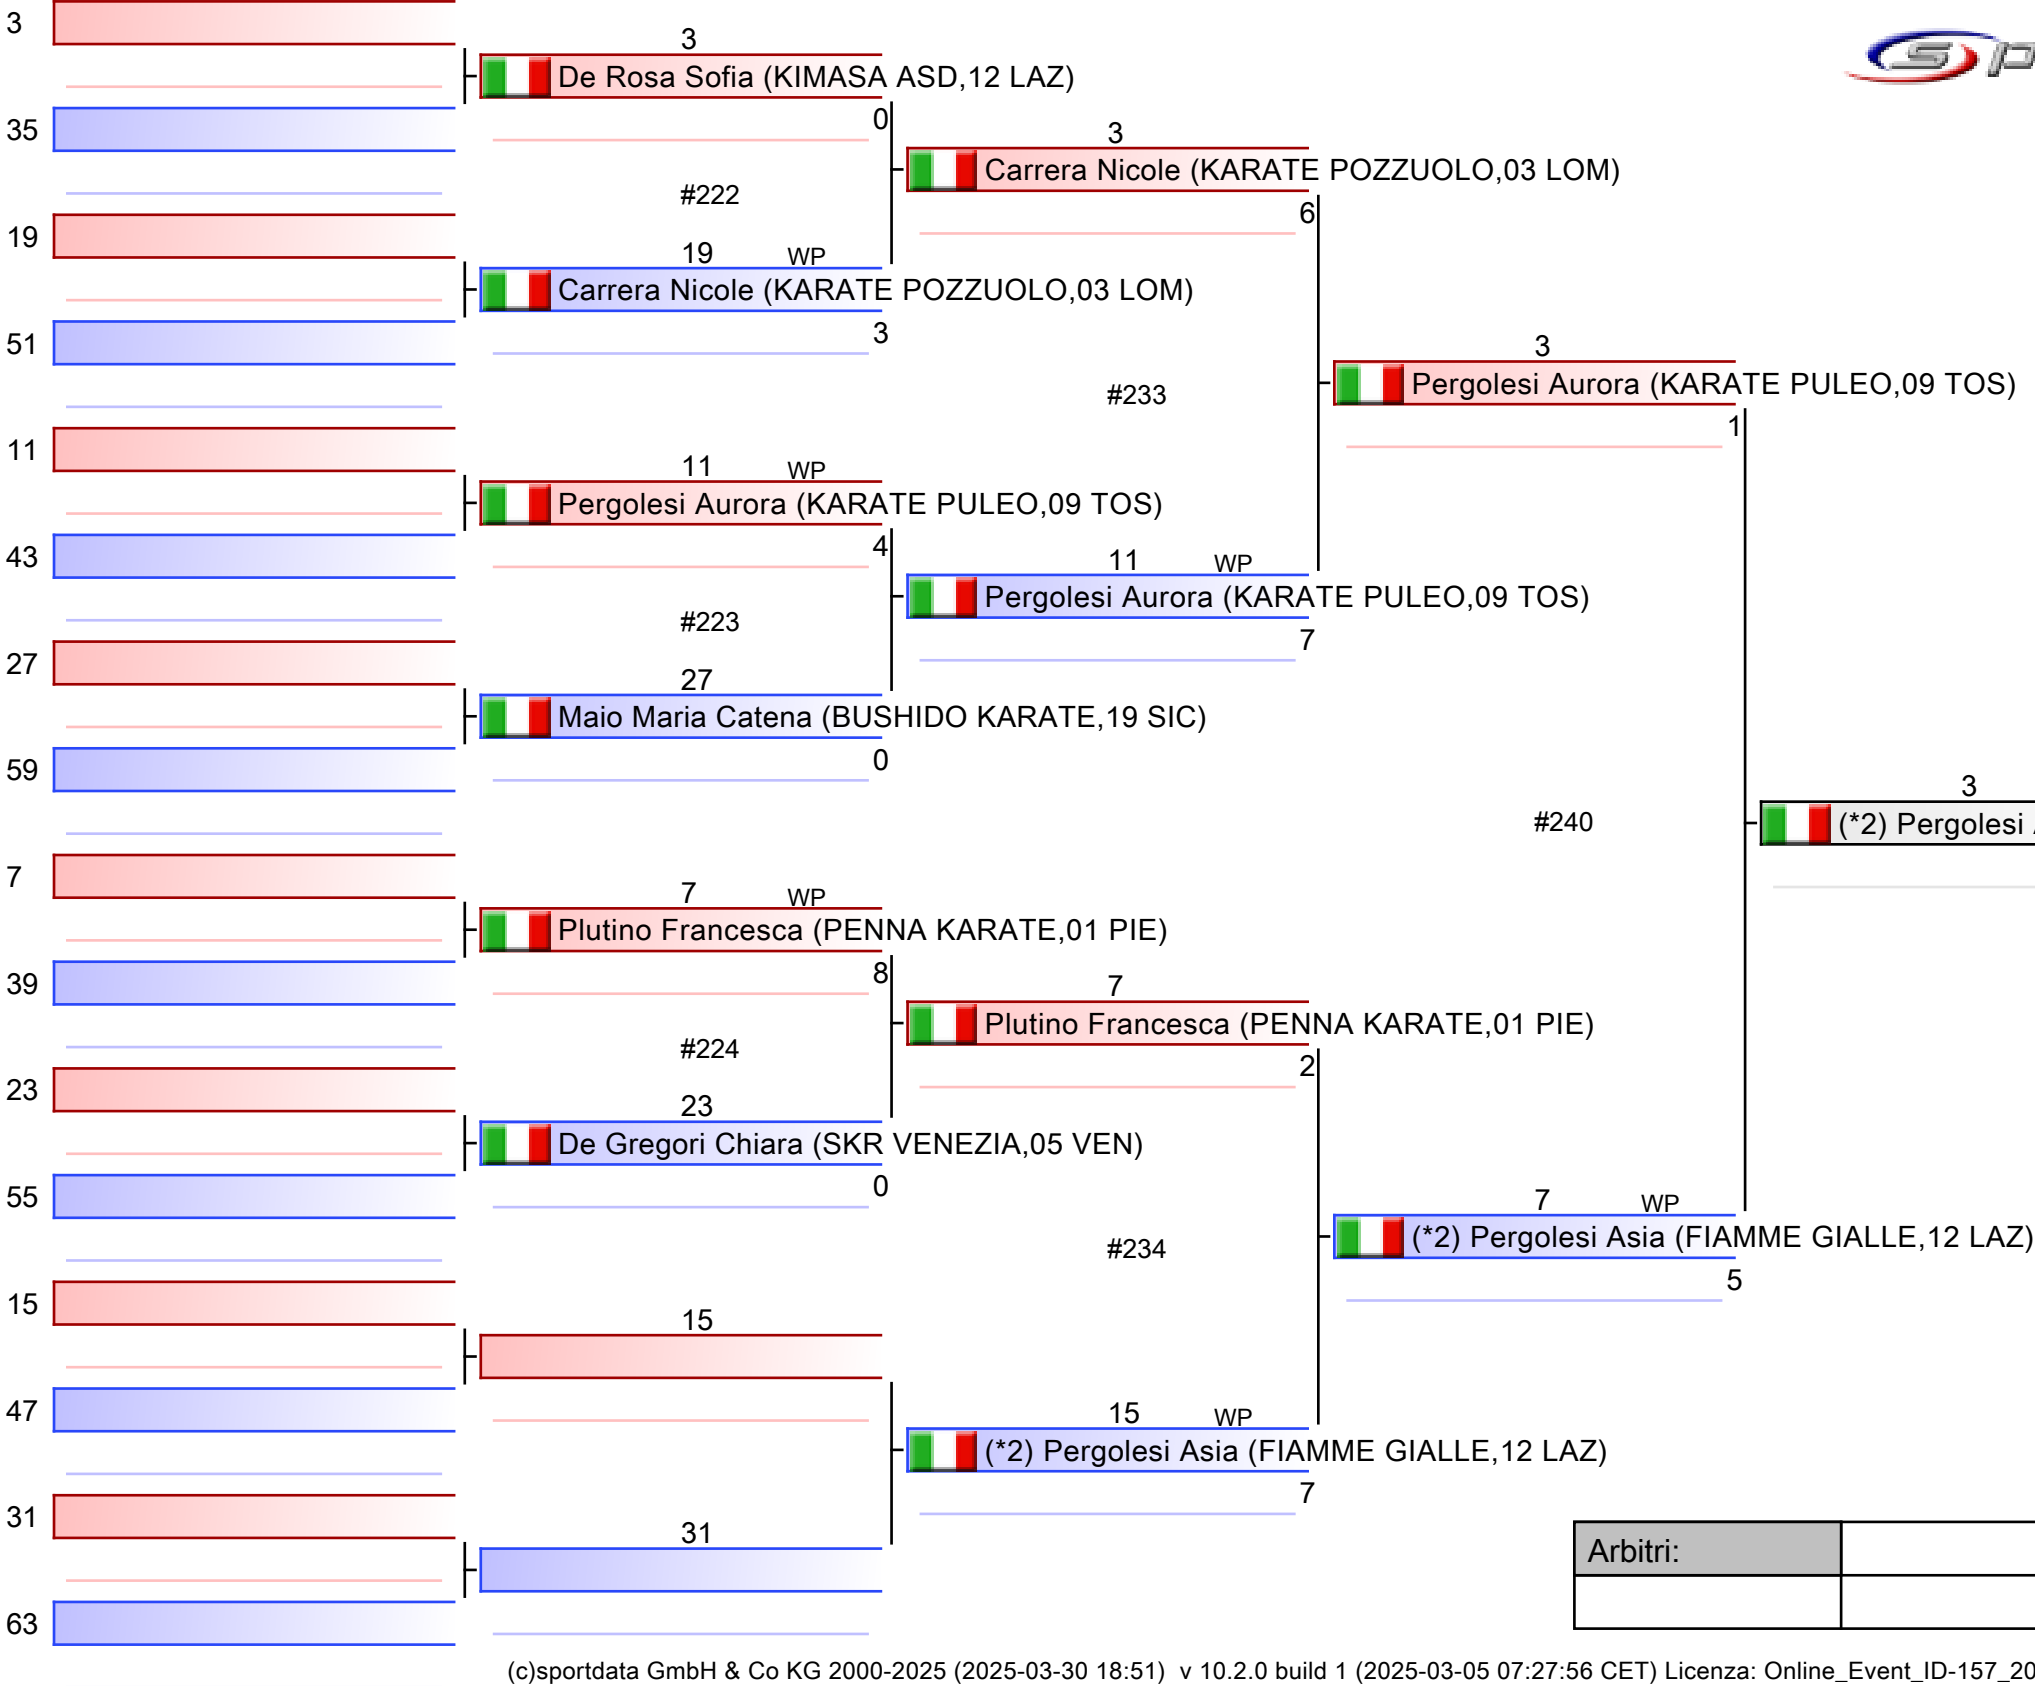 3
35
19
51
11
43
27
59
7
39
23
55
15
47
31
63
3
De Rosa Sofia (KIMASA ASD,12 LAZ)
0
#222
19 WP
Carrera Nicole (KARATE POZZUOLO,03 LOM)
3
11 WP
Pergolesi Aurora (KARATE PULEO,09 TOS)
4
#223
27
Maio Maria Catena (BUSHIDO KARATE,19 SIC)
0
7 WP
Plutino Francesca (PENNA KARATE,01 PIE)
8
#224
23
De Gregori Chiara (SKR VENEZIA,05 VEN)
0
15
31
3
Carrera Nicole (KARATE POZZUOLO,03 LOM)
6
#233
11 WP
Pergolesi Aurora (KARATE PULEO,09 TOS)
7
7
Plutino Francesca (PENNA KARATE,01 PIE)
2
#234
15 WP
(*2) Pergolesi Asia (FIAMME GIALLE,12 LAZ)
7
3
Pergolesi Aurora (KARATE PULEO,09 TOS)
1
#240
7 WP
(*2) Pergolesi Asia (FIAMME GIALLE,12 LAZ)
5
3
(*2) Pergolesi
Arbitri:
(c)sportdata GmbH & Co KG 2000-2025 (2025-03-30 18:51) v 10.2.0 build 1 (2025-03-05 07:27:56 CET) Licenza: Online_Event_ID-157_20